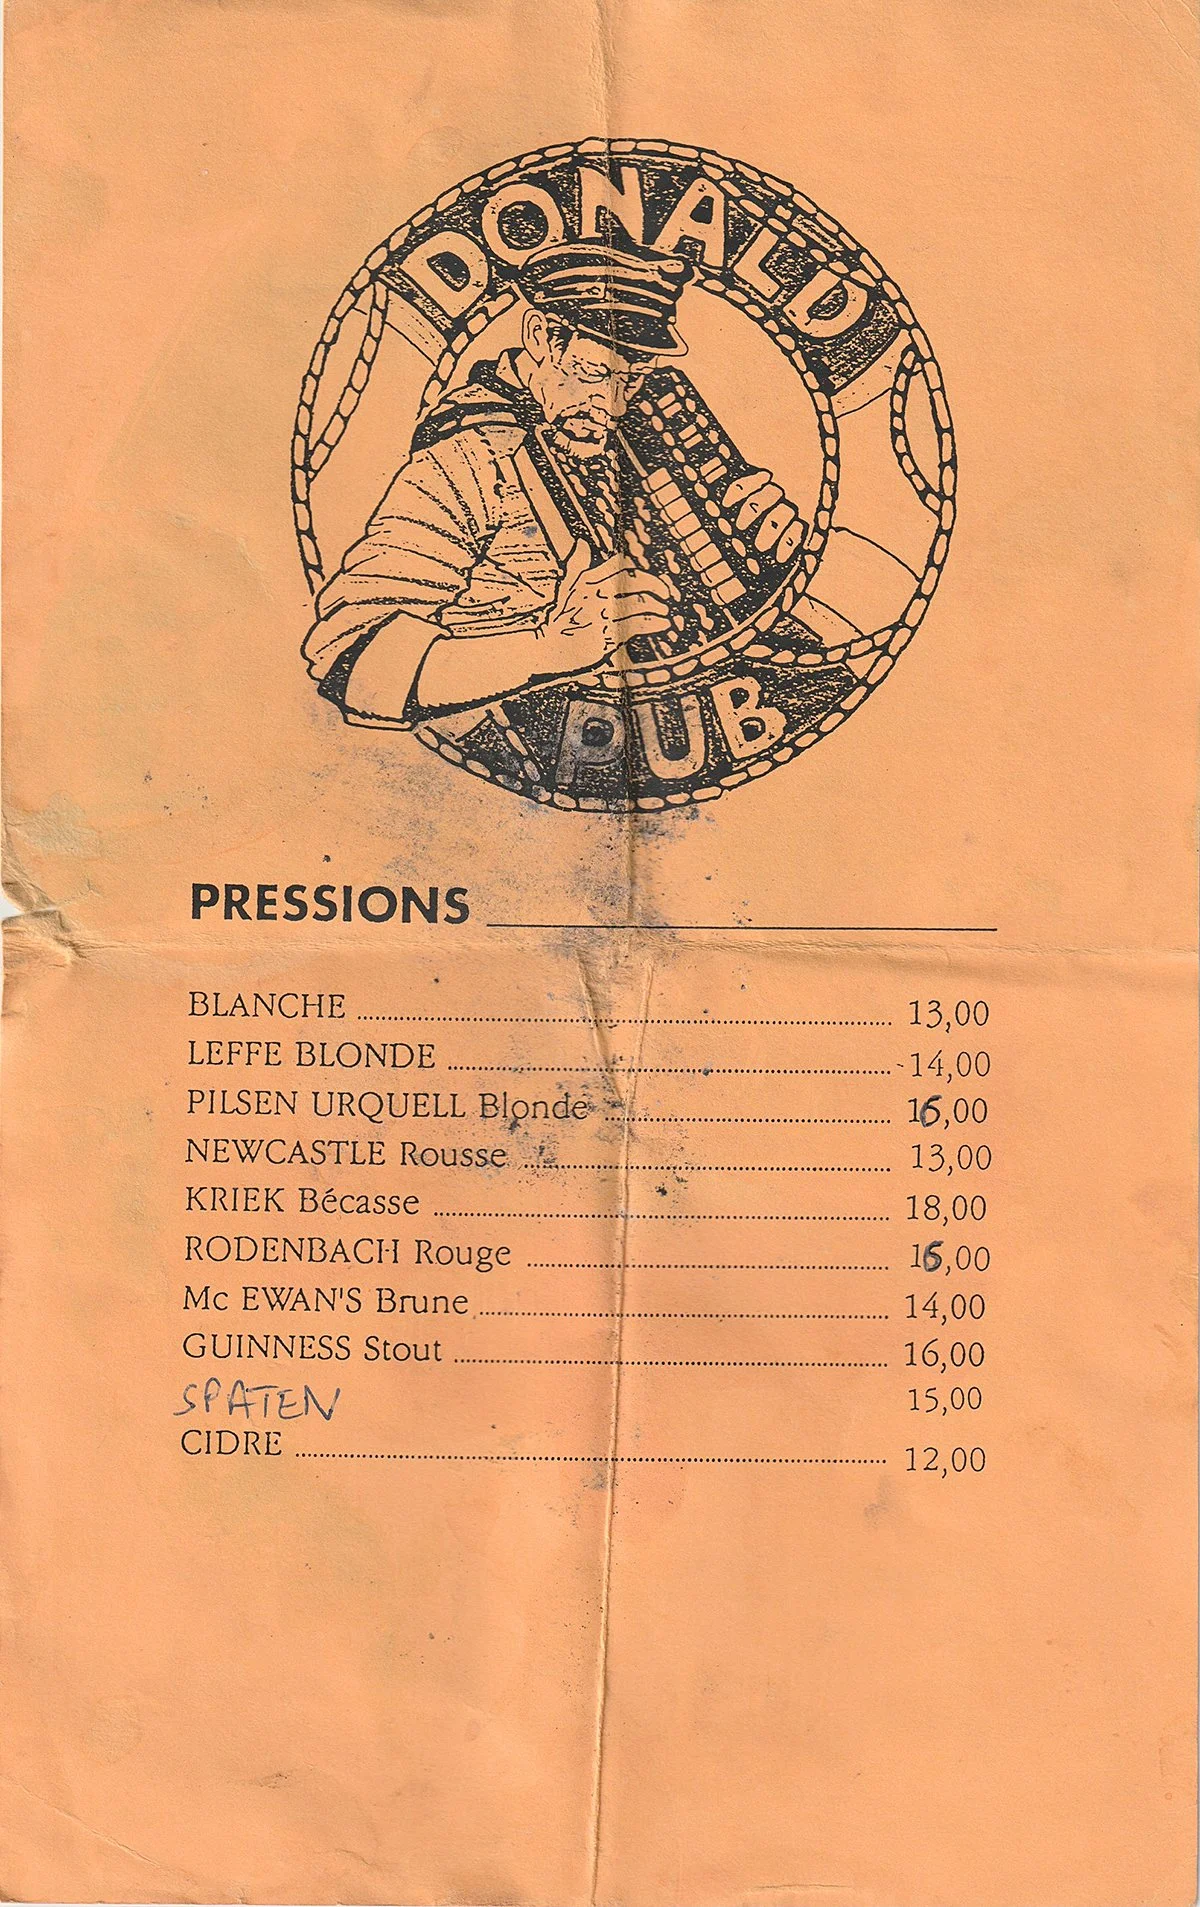 DONALD
PUB
PRESSIONS
BLANCHE 13,00
LEFFE BLONDE 14,00
PILSEN URQUELL Blonde 16,00
NEWCASTLE Rousse 13,00
KRIEK Bécasse 18,00
RODENBACH Rouge 16,00
Mc EWAN'S Brune 14,00
GUINNESS Stout 16,00
SPATEN 15,00
CIDRE 12,00